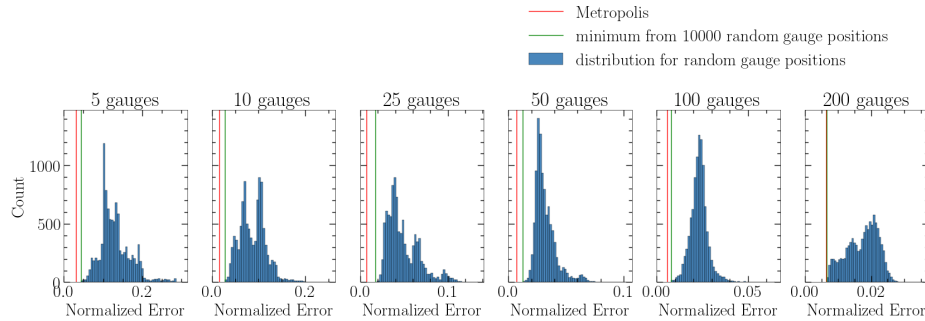 Metropolis
minimum from 10000 random gauge positions
distribution for random gauge positions
5 gauges 10 gauges 25 gauges 50 gauges 100 gauges 200 gauges
Count
1000
500
0
0.0 0.2 0.0 0.2 0.0 0.1 0.0 0.1 0.00 0.05 0.00 0.02
Normalized Error Normalized Error Normalized Error Normalized Error Normalized Error Normalized Error